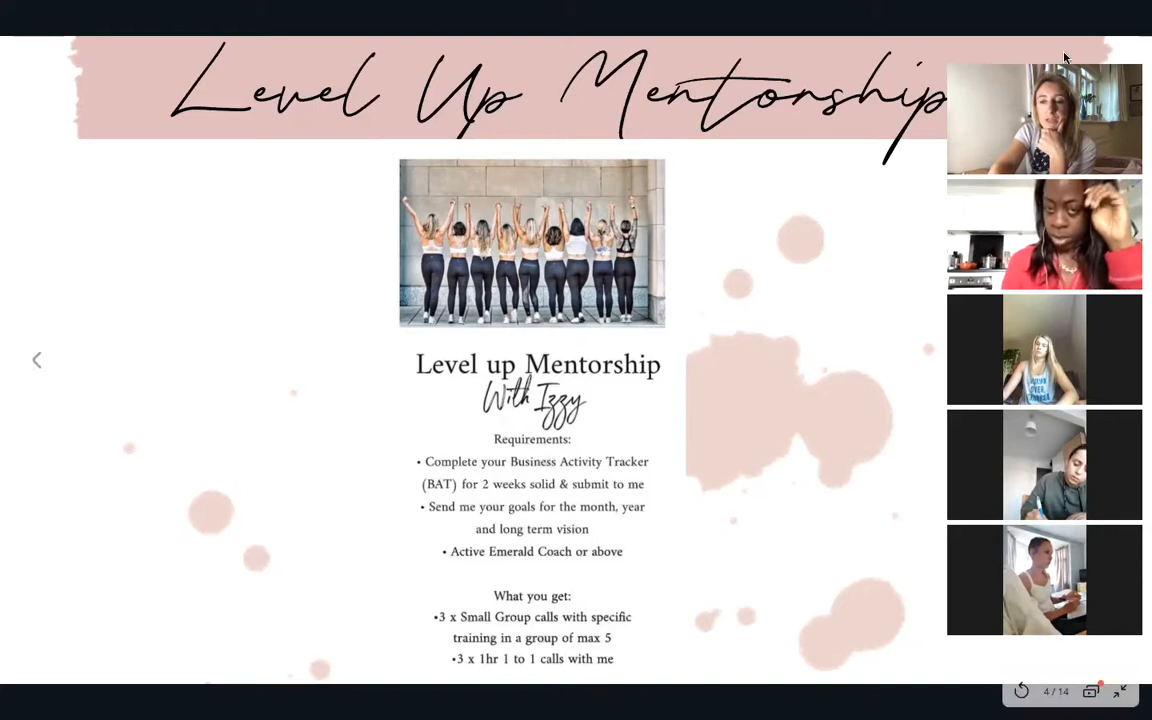 Level Up Mentorship
Level up Mentorship
With Izzy
Requirements:
• Complete your Business Activity Tracker
(BAT) for 2 weeks solid & submit to me
• Send me your goals for the month, year
and long term vision
• Active Emerald Coach or above
What you get:
•3 x Small Group calls with specific
training in a group of max 5
•3 x 1hr 1 to 1 calls with me
4/14